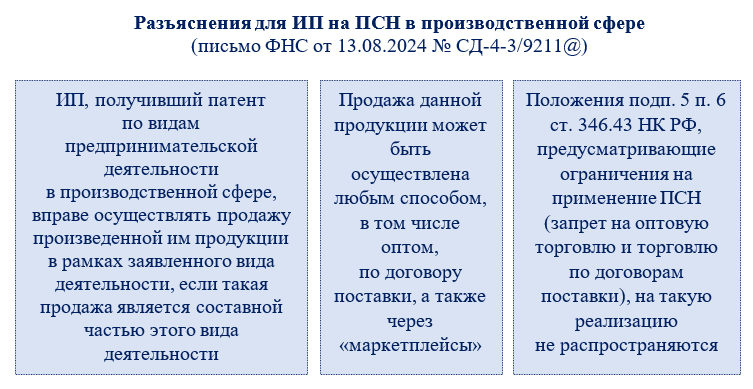 Разъяснения для ИП на ПСН в производственной сфере
(письмо ФНС от 13.08.2024 № СД-4-3/9211@)
ИП, получивший патент
по видам
предпринимательской
деятельности
в производственной сфере,
вправе осуществлять продажу
произведенной им продукции
в рамках заявленного вида
деятельности, если такая
продажа является составной
частью этого вида
деятельности
Продажа данной
продукции может
быть
осуществлена
любым способом,
в том числе
оптом,
по договору
поставки, а также
через
«маркетплейсы»
Положения подп. 5 п. 6
ст. 346.43 НК РФ,
предусматривающие
ограничения на
применение ПСН
(запрет на оптовую
торговлю и торговлю
по договорам
поставки), на такую
реализацию
не распространяются